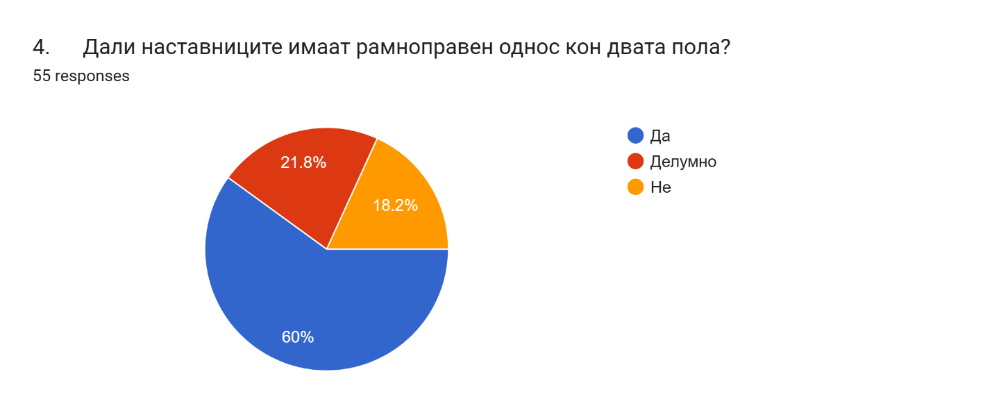 4. Дали наставниците имаат рамноправен однос кон двата пола?
55 responses
21.8%
18.2%
60%
Да
Делумно
Не